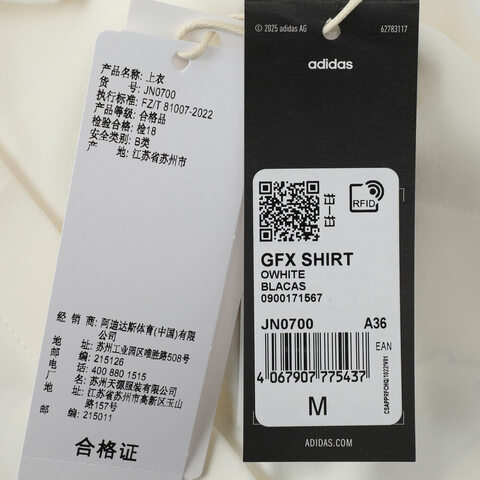 产品名称: 上衣
货 号: JN0700
执行标准: FZ/T 81007-2022
产品等级: 合格品
检验合格: 检18
安全类别: B类
产 地: 江苏省苏州市
经 销 商: 阿迪达斯体育(中国)有限
公司
地 址: 苏州工业园区唯胜路508号
邮 编: 215126
电 话: 400 880 1515
厂 名: 苏州天源服装有限公司
地 址: 江苏省苏州市高新区玉山
路157号
邮 编: 215011
合格证
© 2025 adidas AG 62783117
adidas
RFID
GFX SHIRT
OWHITE
BLACAS
0900171567
JN0700 A36
EAN
4 067907 775437
M
ADIDAS.COM